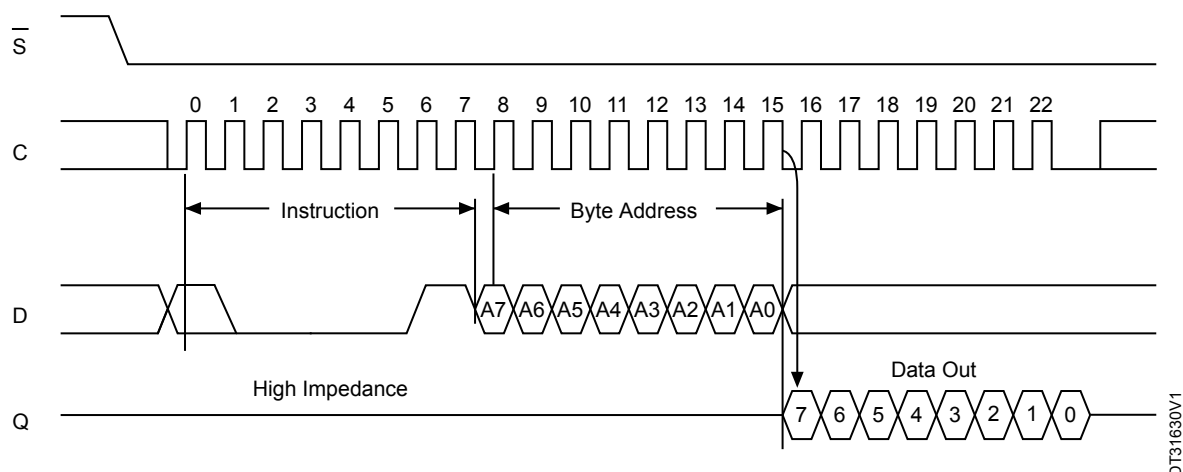 S
0 1 2 3 4 5 6 7 8 9 10 11 12 13 14 15 16 17 18 19 20 21 22
C
Instruction Byte Address
D A7 A6 A5 A4 A3 A2 A1 A0
High Impedance Data Out
Q 7 6 5 4 3 2 1 0
DT31630V1